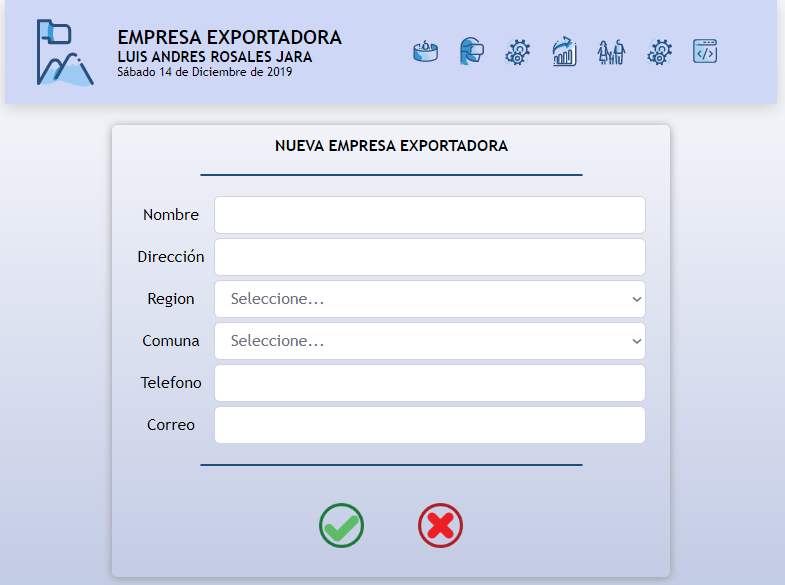 EMPRESA EXPORTADORA
LUIS ANDRES ROSALES JARA
Sábado 14 de Diciembre de 2019
</>
NUEVA EMPRESA EXPORTADORA
Nombre
Dirección
Region Seleccione...
Comuna Seleccione...
Telefono
Correo